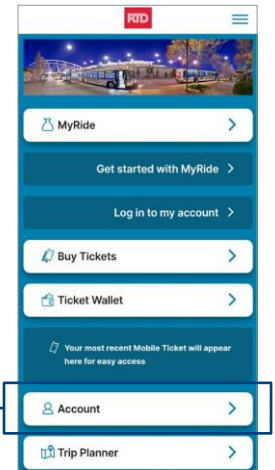 RTD
MyRide
Get started with MyRide
Log in to my account
Buy Tickets
Ticket Wallet
Your most recent Mobile Ticket will appear
here for easy access
Account
Trip Planner